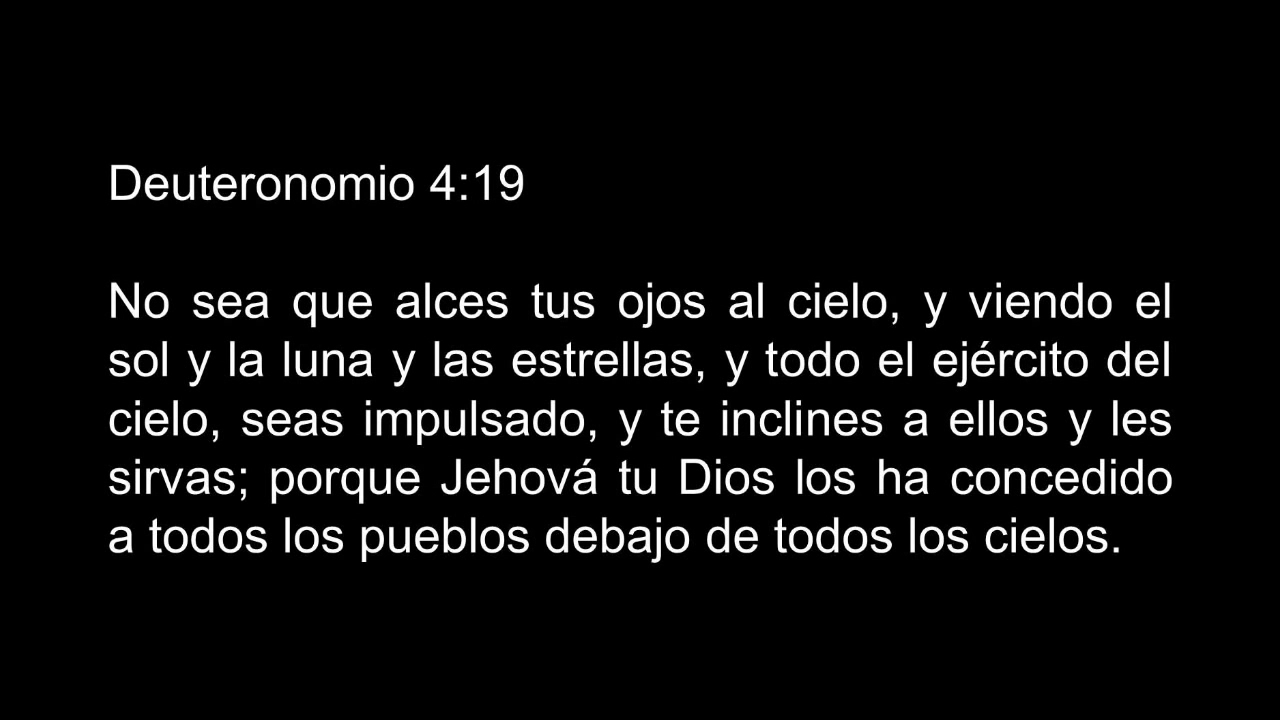 Deuteronomio 4:19
No sea que alces tus ojos al cielo, y viendo el
sol y la luna y las estrellas, y todo el ejército del
cielo, seas impulsado, y te inclines a ellos y les
sirvas; porque Jehová tu Dios los ha concedido
a todos los pueblos debajo de todos los cielos.